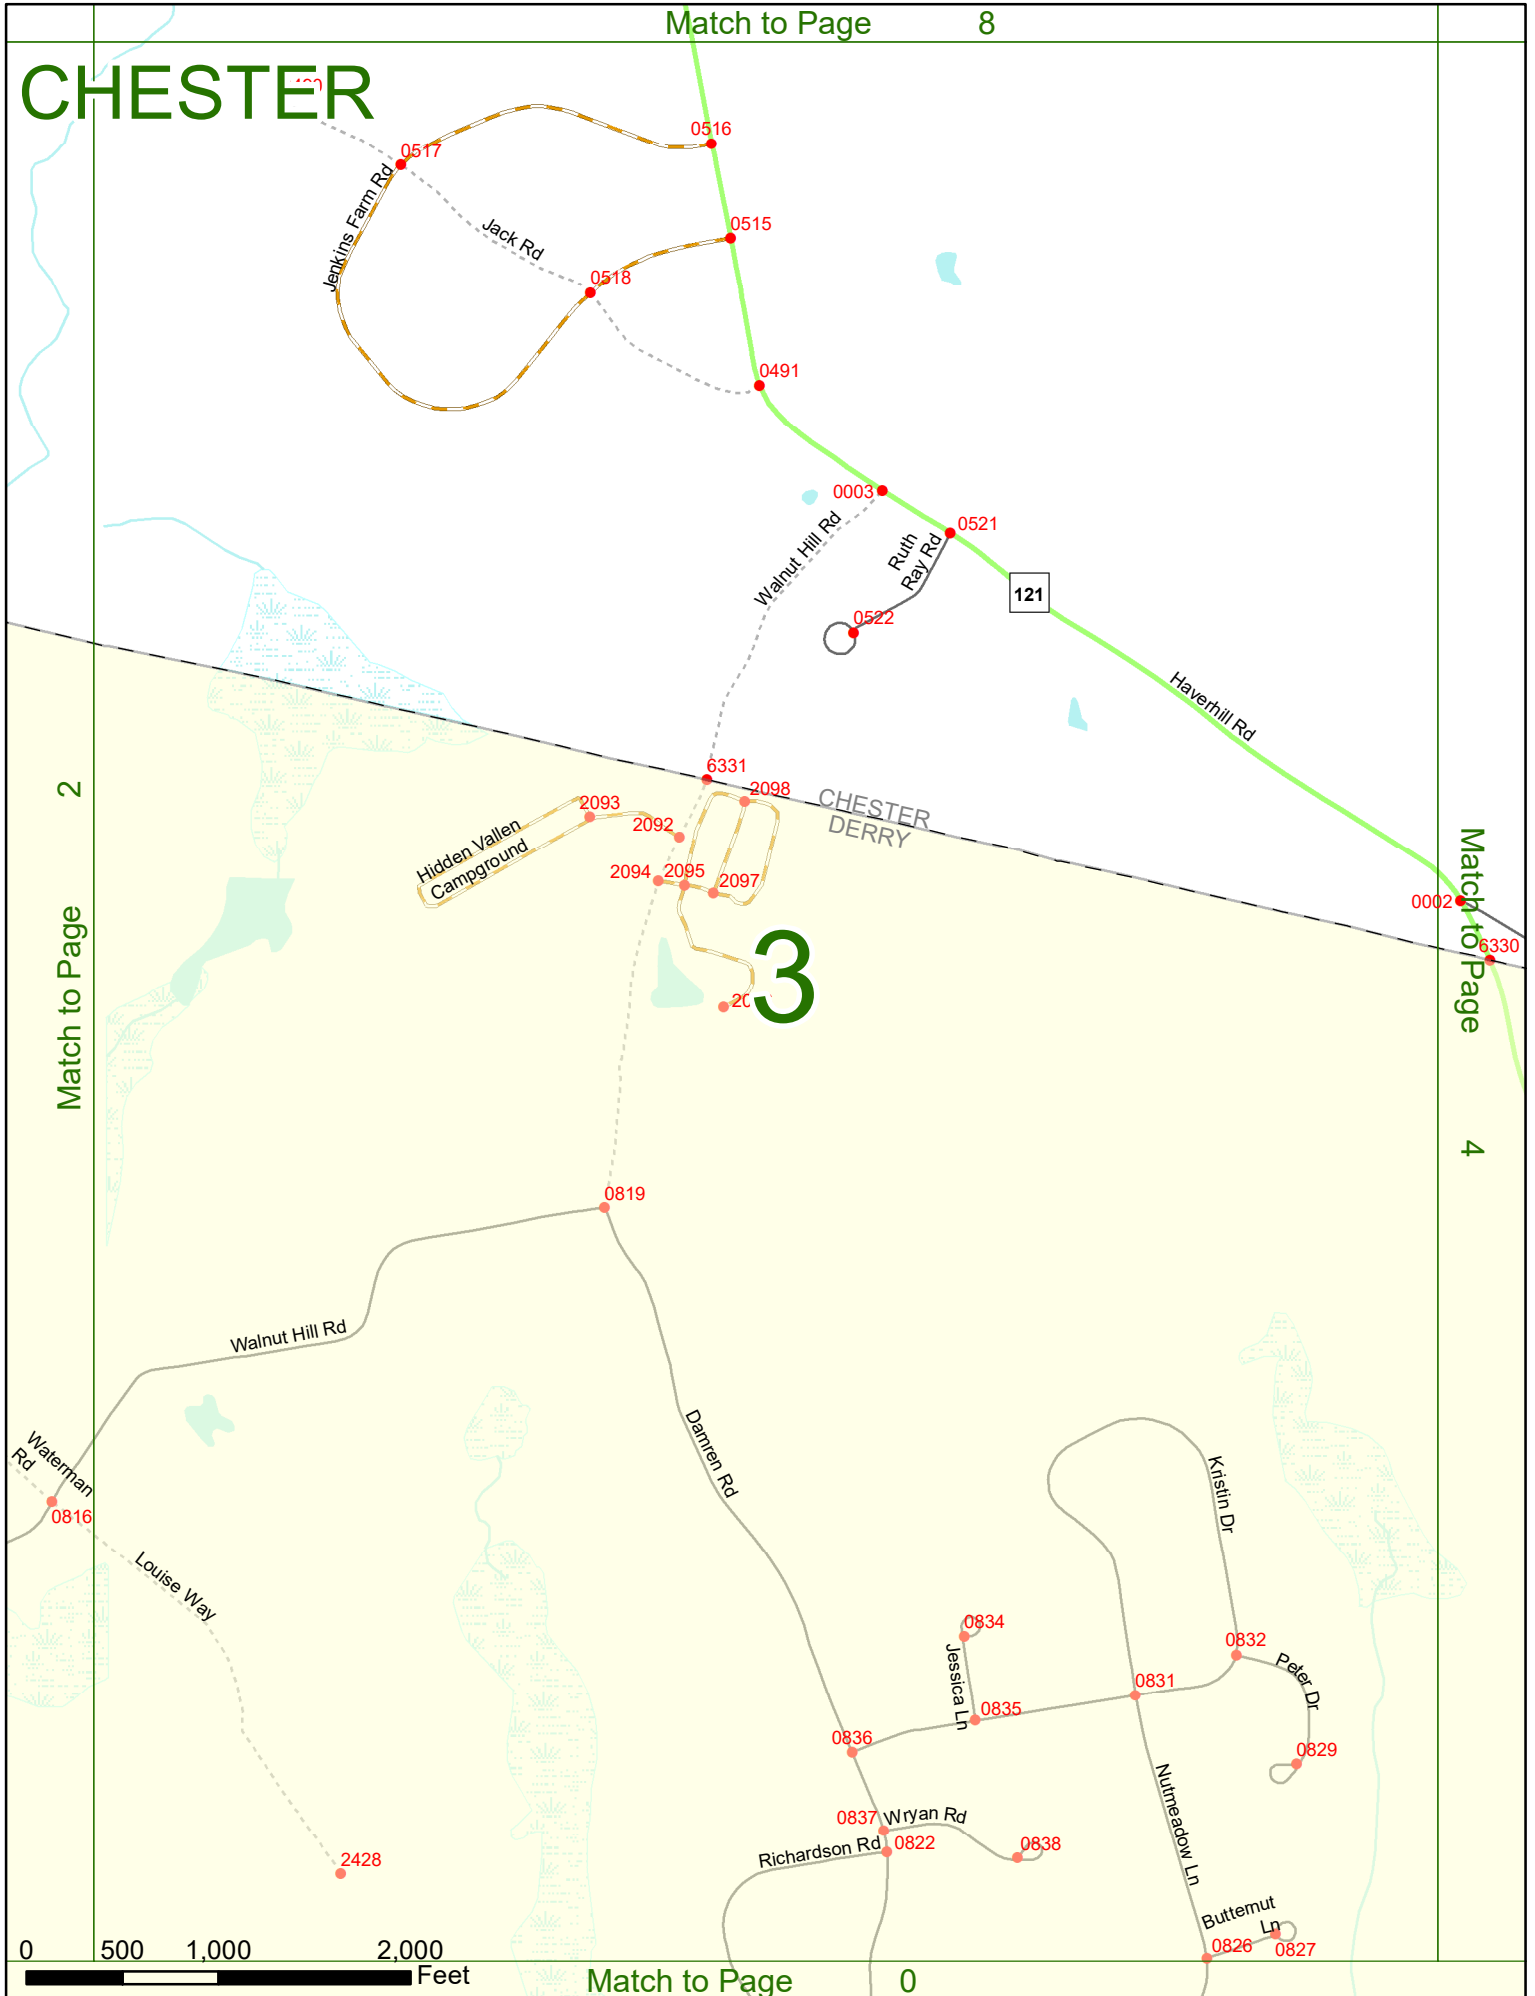 Match to Page 8
CHESTER
0517
0516
Jenkins Farm Rd
Jack Rd
0515
0518
0491
0003
0521
Walnut Hill Rd
Ruth
Ray Rd
121
0522
Haverhill Rd
6331
2098
CHESTER
DERRY
2093
2092
Hidden Vallen
Campground
2094
2095
2097
Match to Page 2
Match to Page 4
0002
6330
3
0819
Walnut Hill Rd
Damren Rd
Waterman
Rd
0816
Louise Way
Kristin Dr
0834
Jessica Ln
0832
Peter Dr
0831
0835
0836
0829
Nutmeadow Ln
0837
Wryan Rd
Richardson Rd
0822
0838
2428
Butternut
Ln
0826
0827
0 500 1,000 2,000
Feet
Match to Page 0